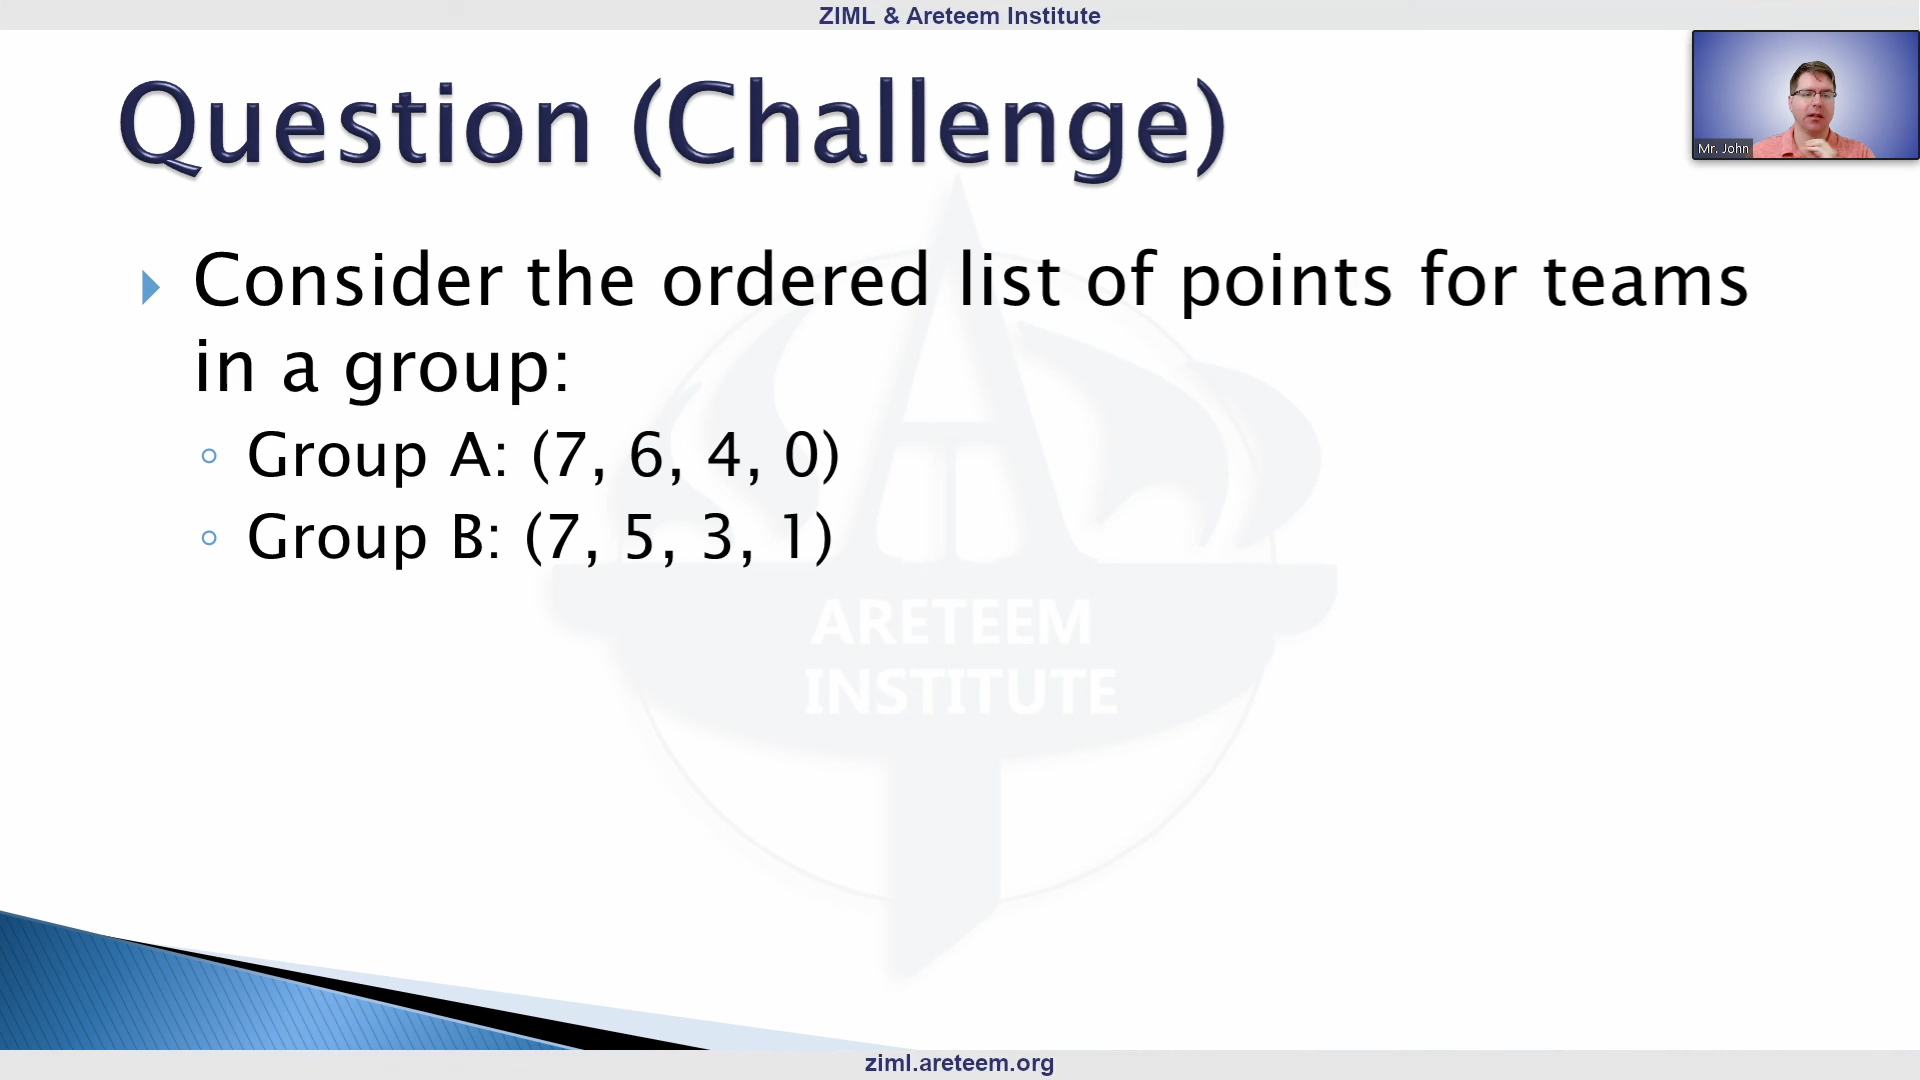 ZIML & Areteem Institute
Question (Challenge)
Mr. John
Consider the ordered list of points for teams
in a group:
Group A: (7, 6, 4, 0)
Group B: (7, 5, 3, 1)
ARETEEM
INSTITUTE
ziml.areteem.org